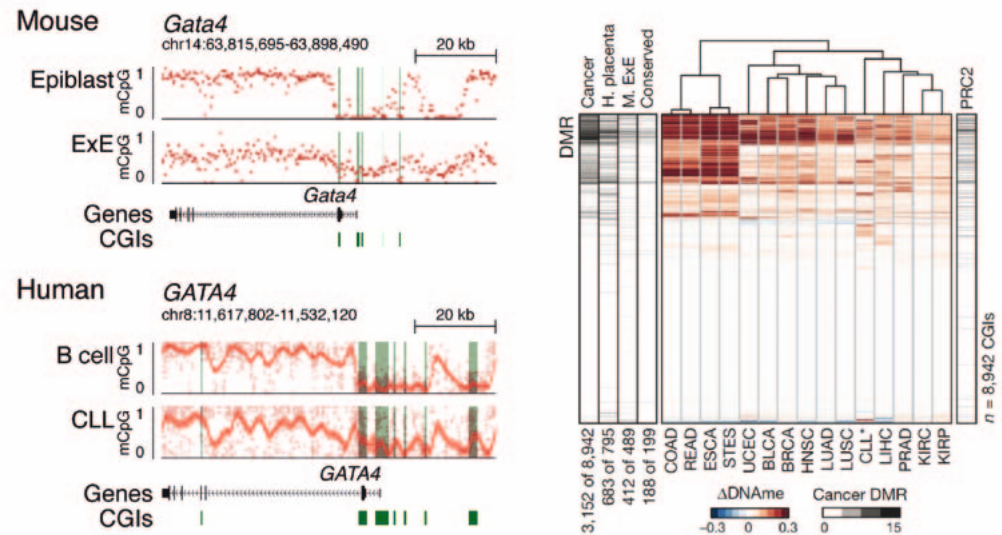 Mouse
Gata4
chr14:63,815,695-63,898,490
20 kb
Epiblast
mCpG
1
0
ExE
mCpG
1
0
Gata4
Genes
CGIs
Human
GATA4
chr8:11,617,802-11,532,120
20 kb
B cell
mCpG
1
0
CLL
mCpG
1
0
GATA4
Genes
CGIs
Cancer
H. placenta
M. ExE
Conserved
PRC2
DMR
n = 8,942 CGIs
3,152 of 8,942
683 of 795
412 of 489
188 of 199
COAD
READ
ESCA
STES
UCEC
BLCA
BRCA
HNSC
LUAD
LUSC
CLL*
LIHC
PRAD
KIRC
KIRP
ΔDNAme
-0.3 0 0.3
Cancer DMR
0 15